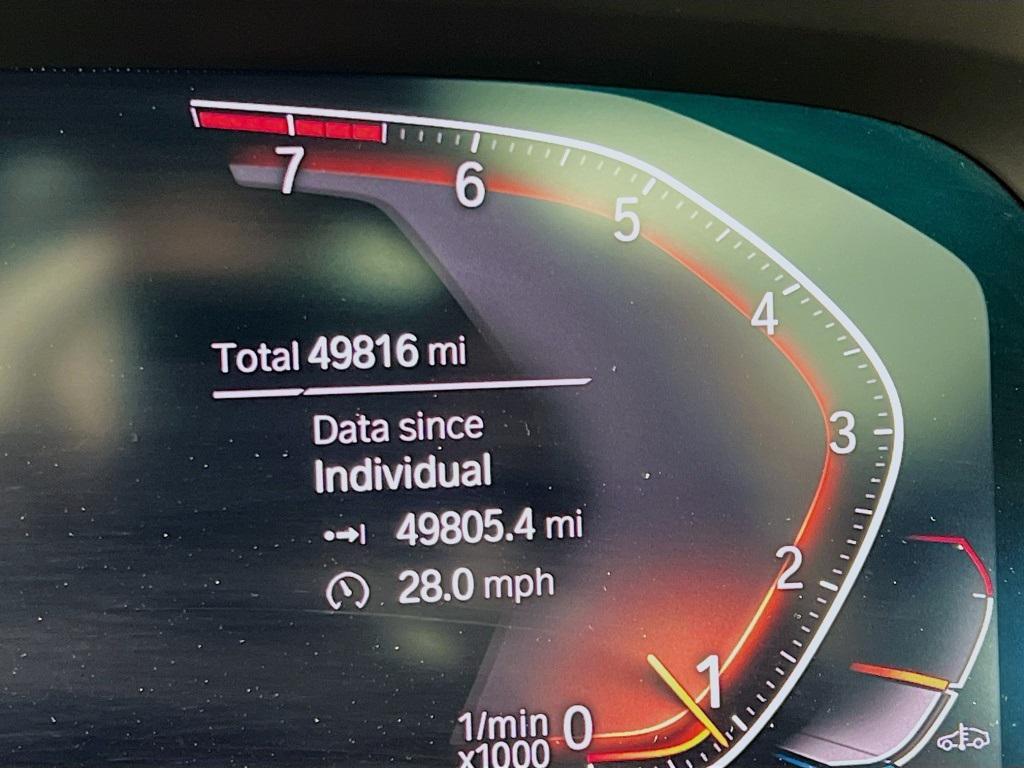 7
6
5
4
Total 49816 mi
Data since
3
Individual
49805.4 mi
2
28.0 mph
1
1/min 0
x1000